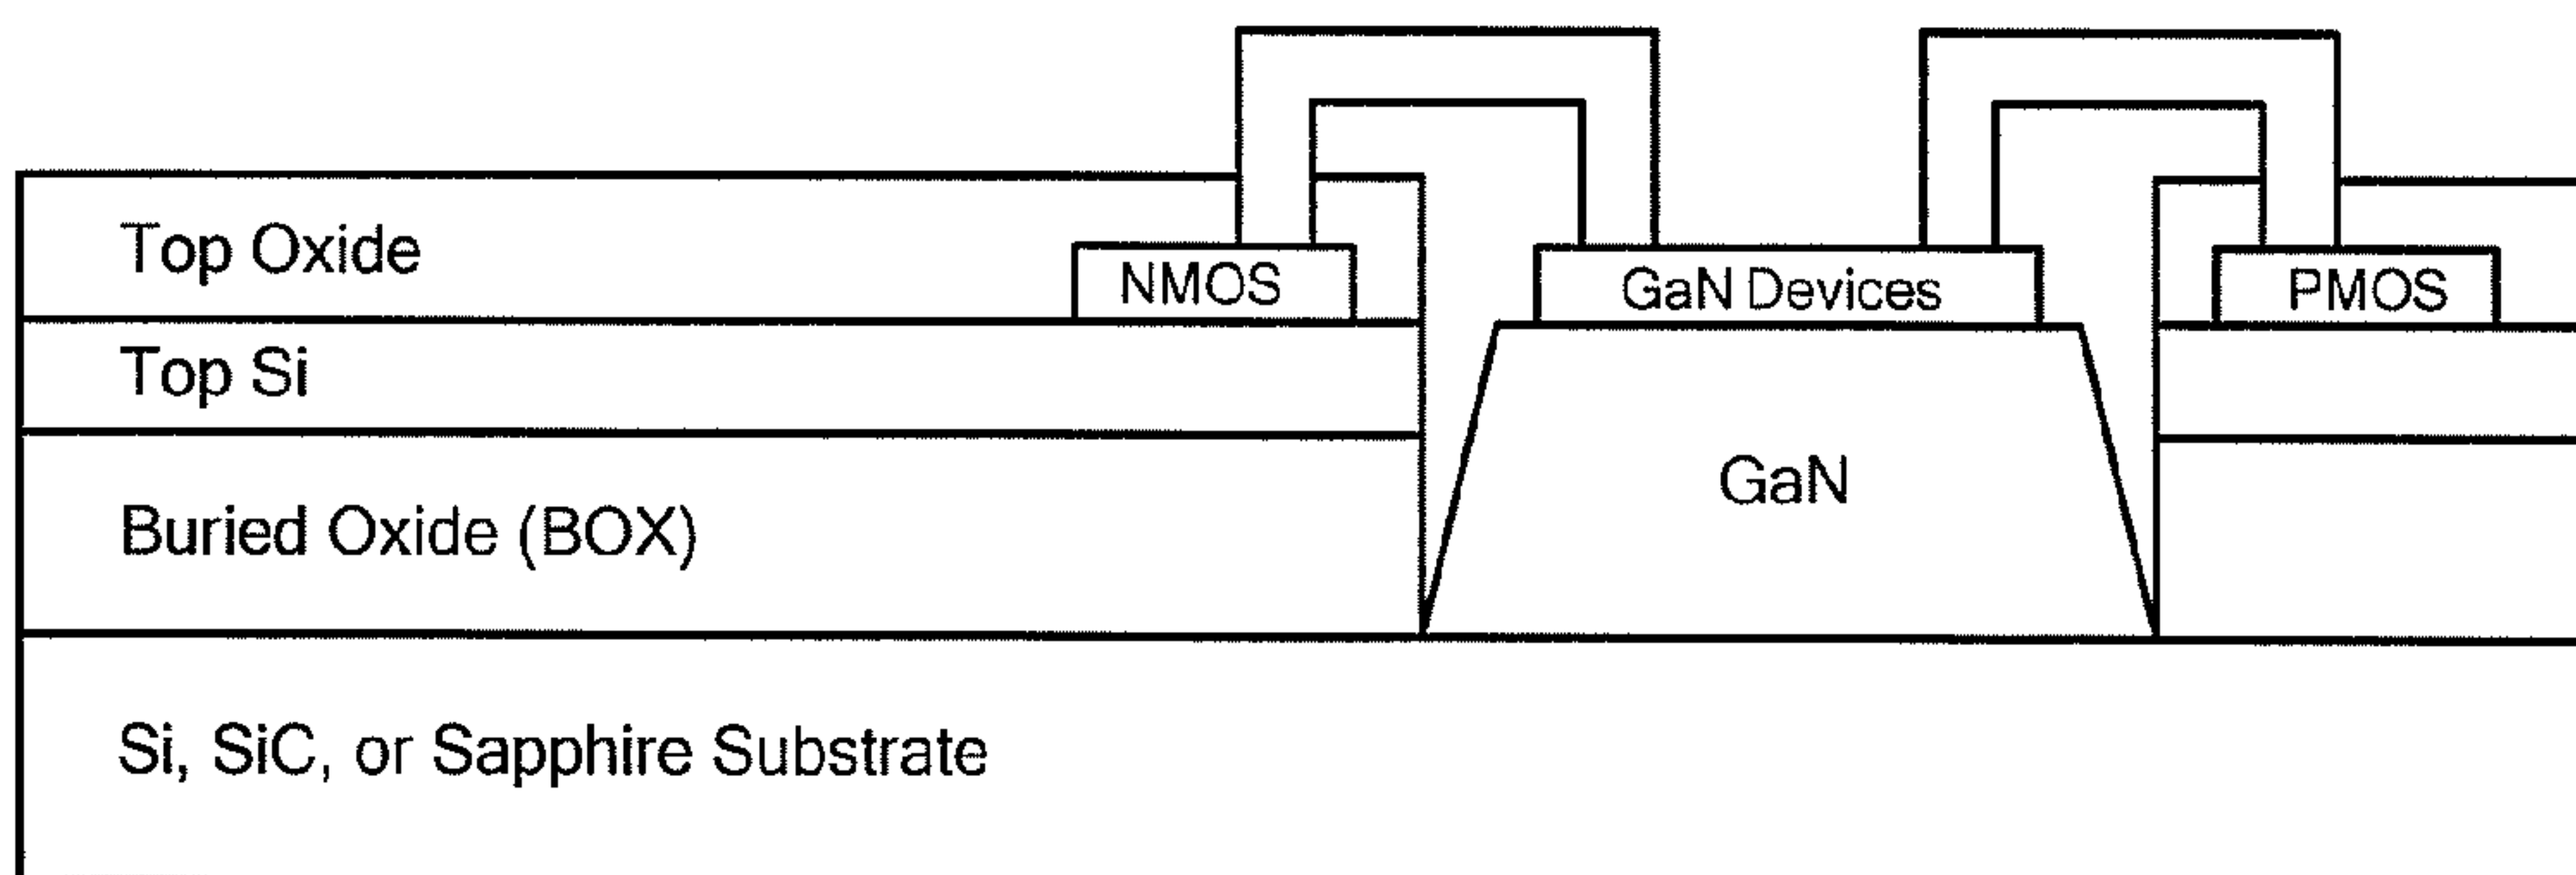 Top Oxide
NMOS
GaN Devices
PMOS
Top Si
GaN
Buried Oxide (BOX)
Si, SiC, or Sapphire Substrate